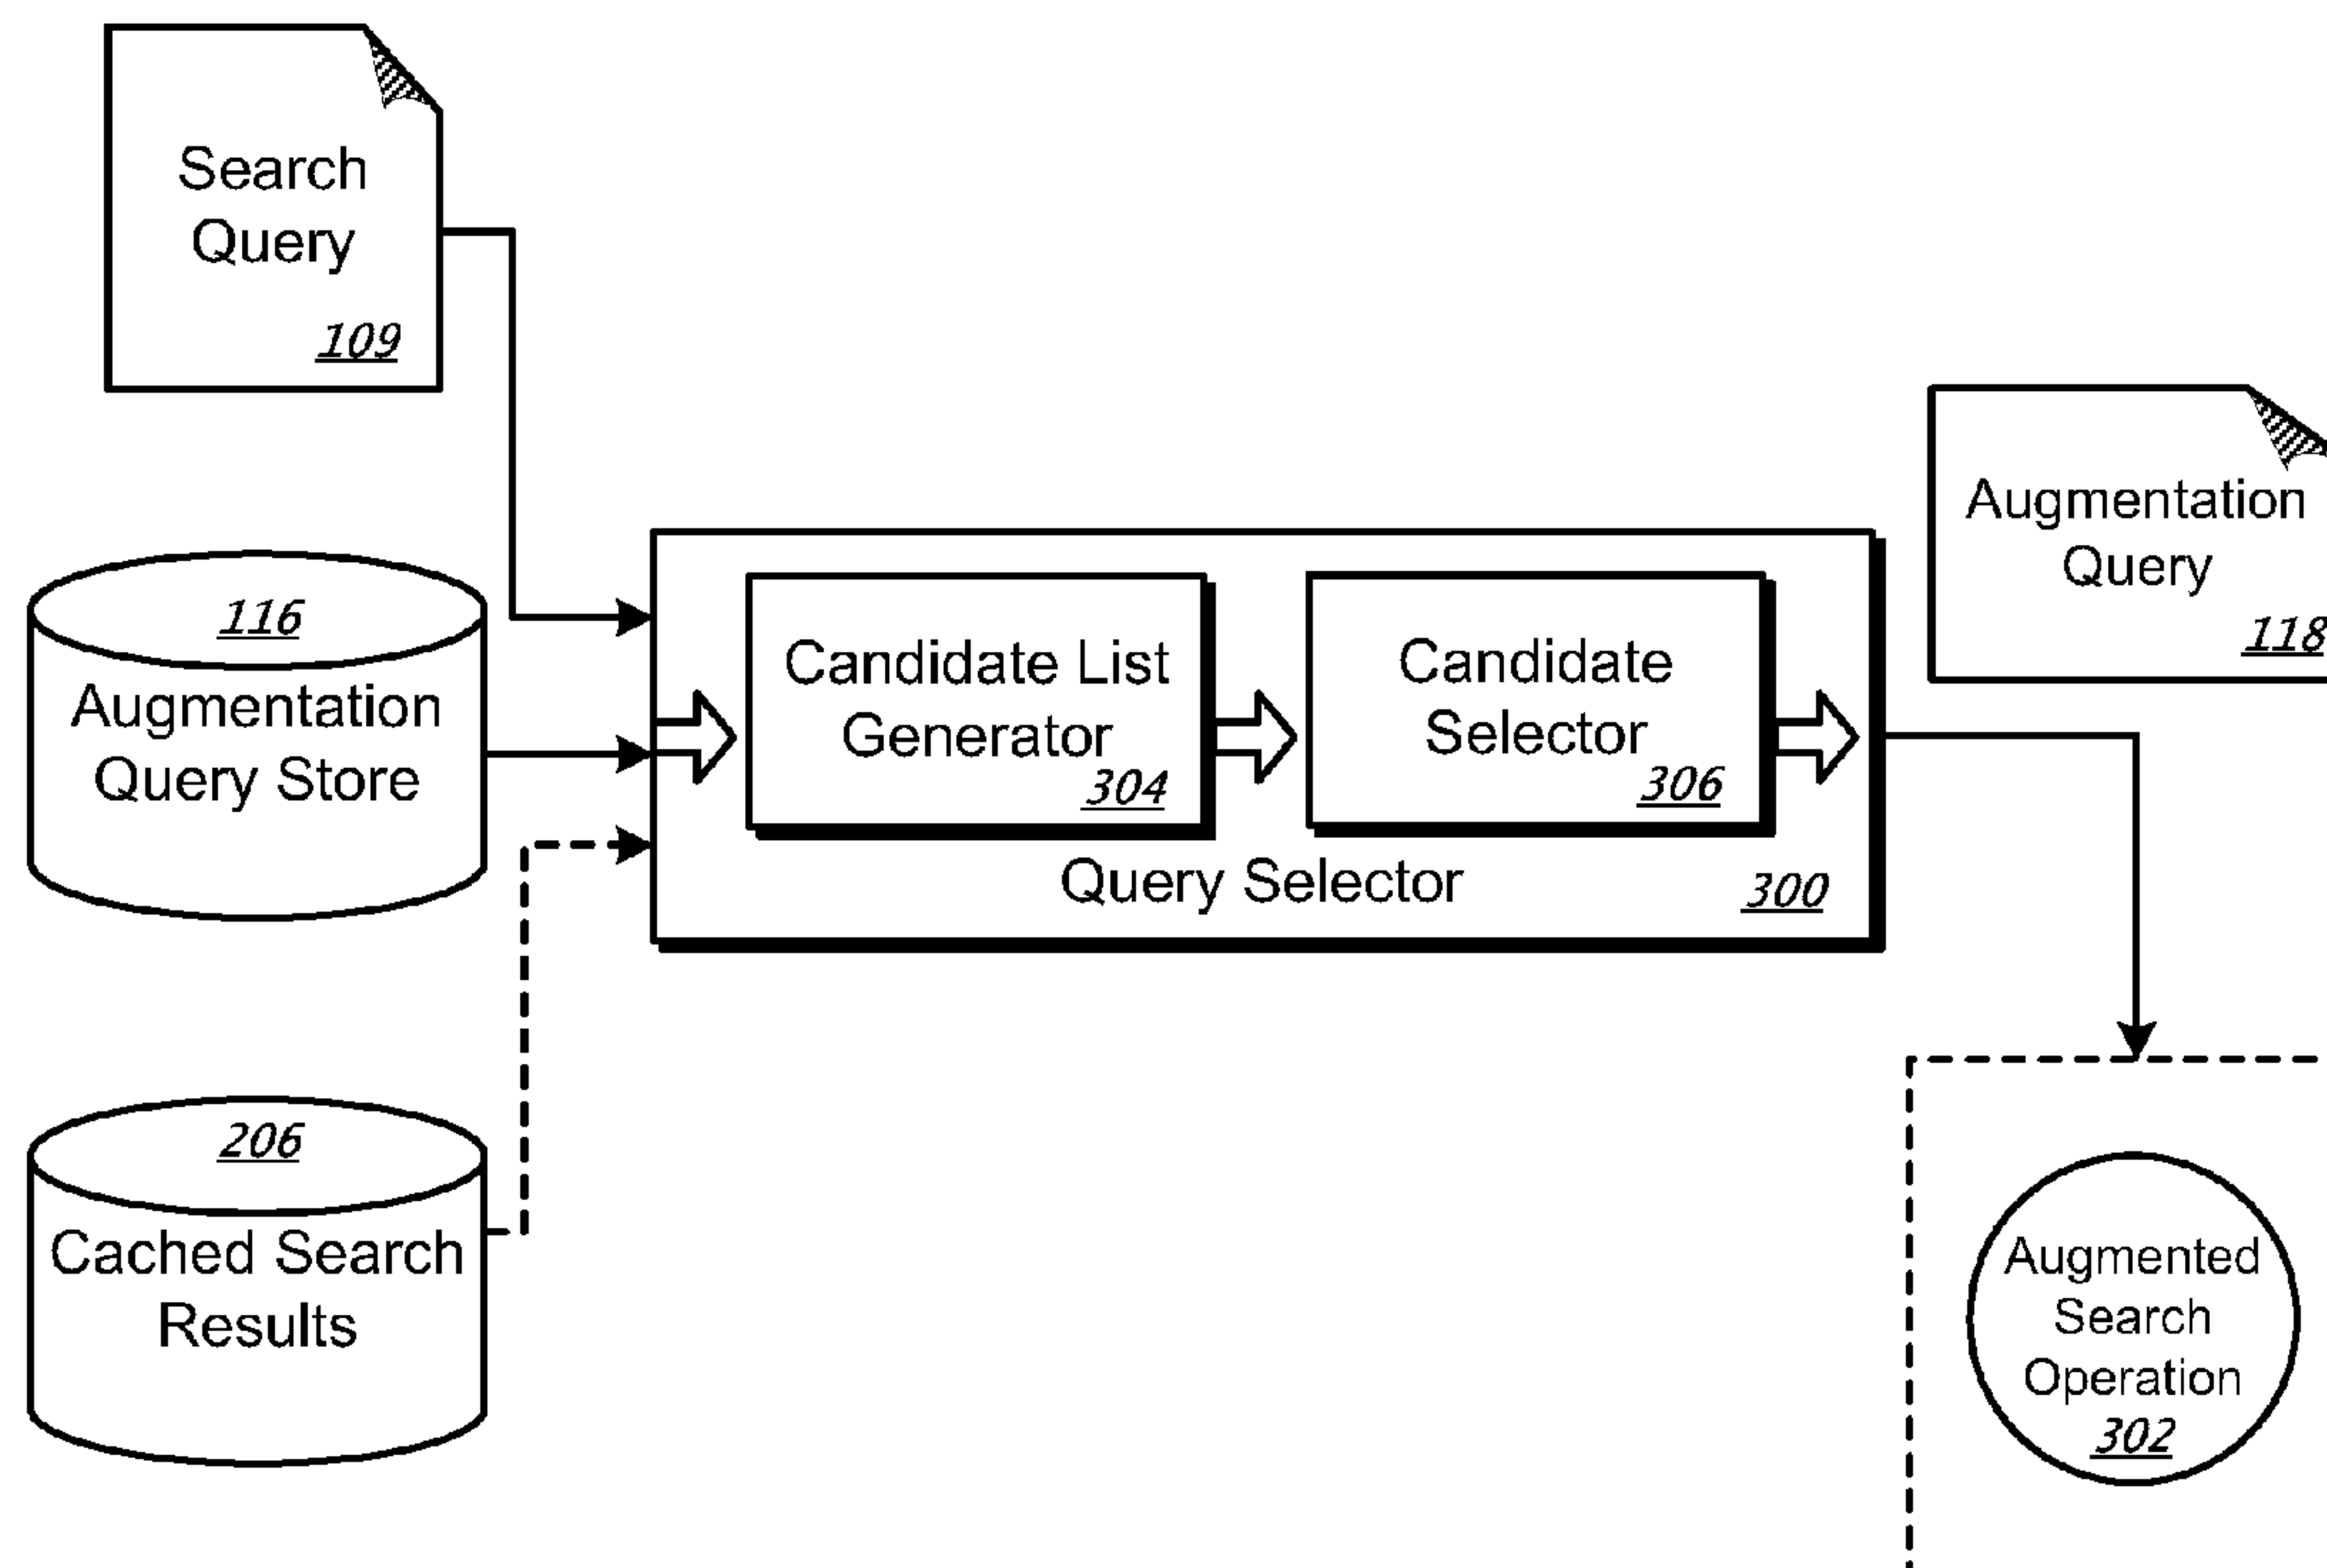 Search
Query
109
116
Augmentation
Query Store
206
Cached Search
Results
Candidate List
Generator
304
Candidate
Selector
306
Query Selector
300
Augmentation
Query
118
Augmented
Search
Operation
302